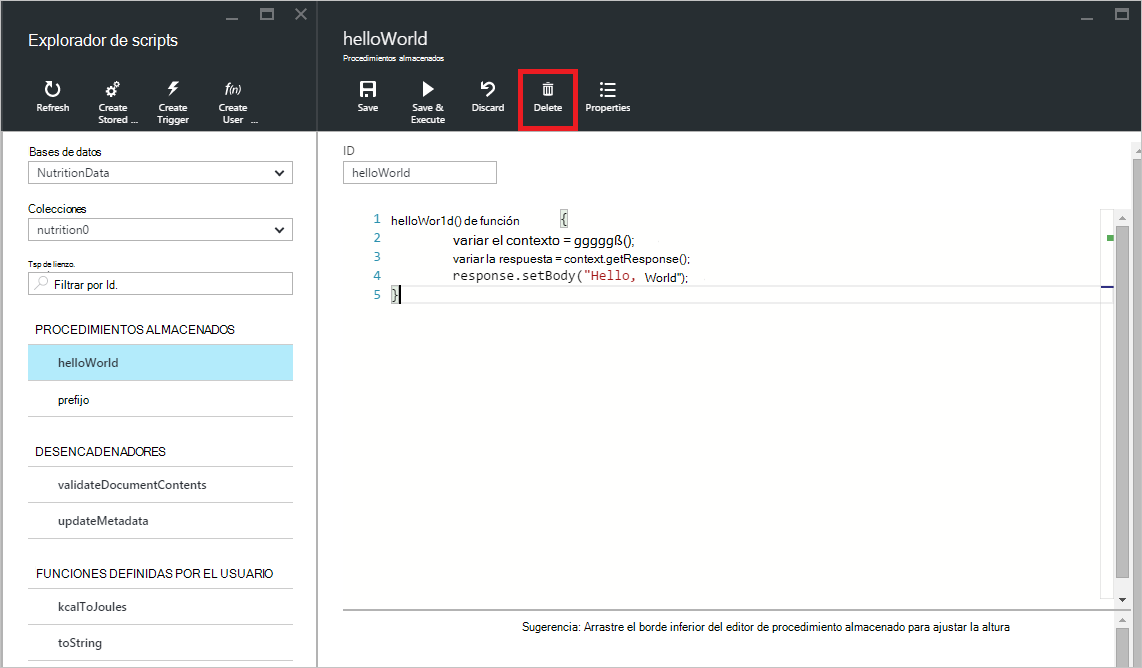 Explorador de scripts
Refresh
Create Stored ...
Create Trigger
f(n)
Create User ...
Bases de datos
NutritionData
Colecciones
nutrition0
Tsp de lienzo.
Filtrar por Id.
PROCEDIMIENTOS ALMACENADOS
helloWorld
prefijo
DESENCADENADORES
validateDocumentContents
updateMetadata
FUNCIONES DEFINIDAS POR EL USUARIO
kcalToJoules
toString
helloWorld
Procedimientos almacenados
Save
Save & Execute
Discard
Delete
Properties
ID
helloWorld
1 helloWor1d() de función {
2 variar el contexto = gggggß();
3 variar la respuesta = context.getResponse();
4 response.setBody("Hello, World");
5 }
Sugerencia: Arrastre el borde inferior del editor de procedimiento almacenado para ajustar la altura